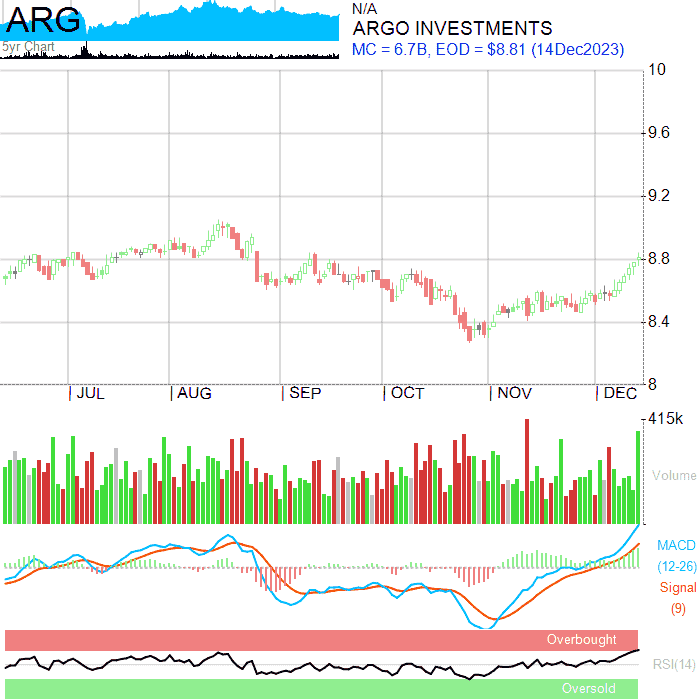 ARG
5yr Chart
N/A
ARGO INVESTMENTS
MC = 6.7B, EOD = $8.81 (14Dec2023)
10
9.6
9.2
8.8
8.4
8
JUL AUG SEP OCT NOV DEC
415k
Volume
MACD
(12-26)
Signal
(9)
Overbought
RSI(14)
Oversold